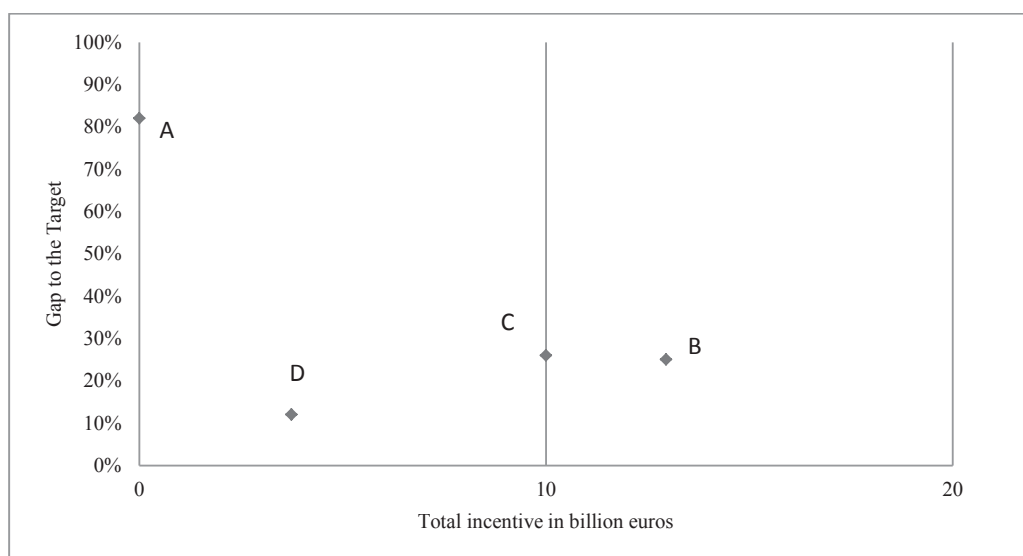 100%
90%
80%
70%
60%
50%
40%
30%
20%
10%
0%
Gap to the Target
A
D
C
B
0 10 20
Total incentive in billion euros